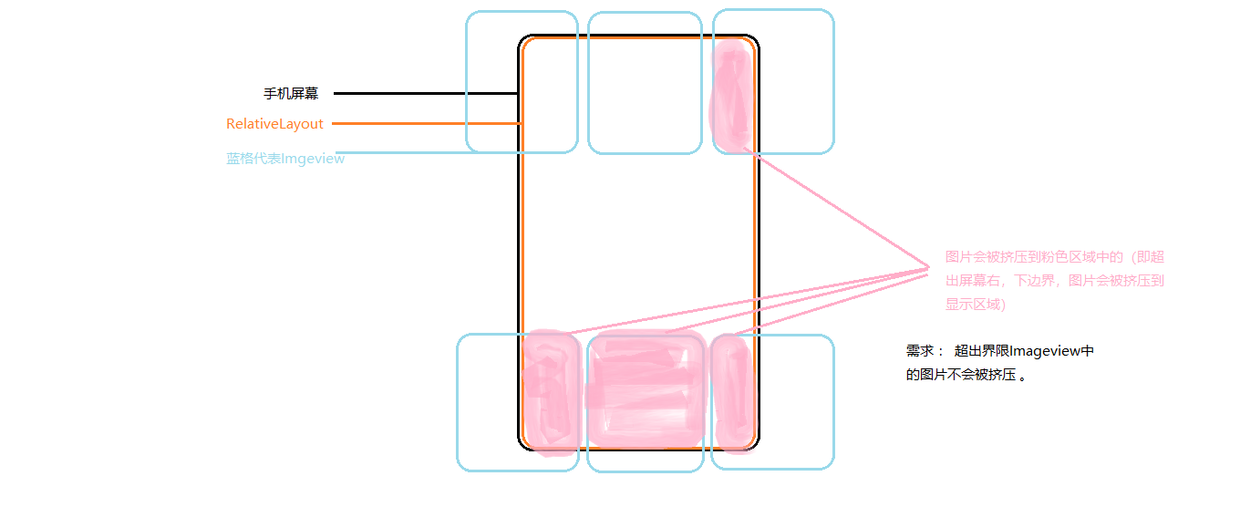 手机屏幕
RelativeLayout
蓝格代表Imgeview
图片会被挤压到粉色区域中的（即超
出屏幕右，下边界，图片会被挤压到
显示区域）
需求： 超出界限Imageview中
的图片不会被挤压 。